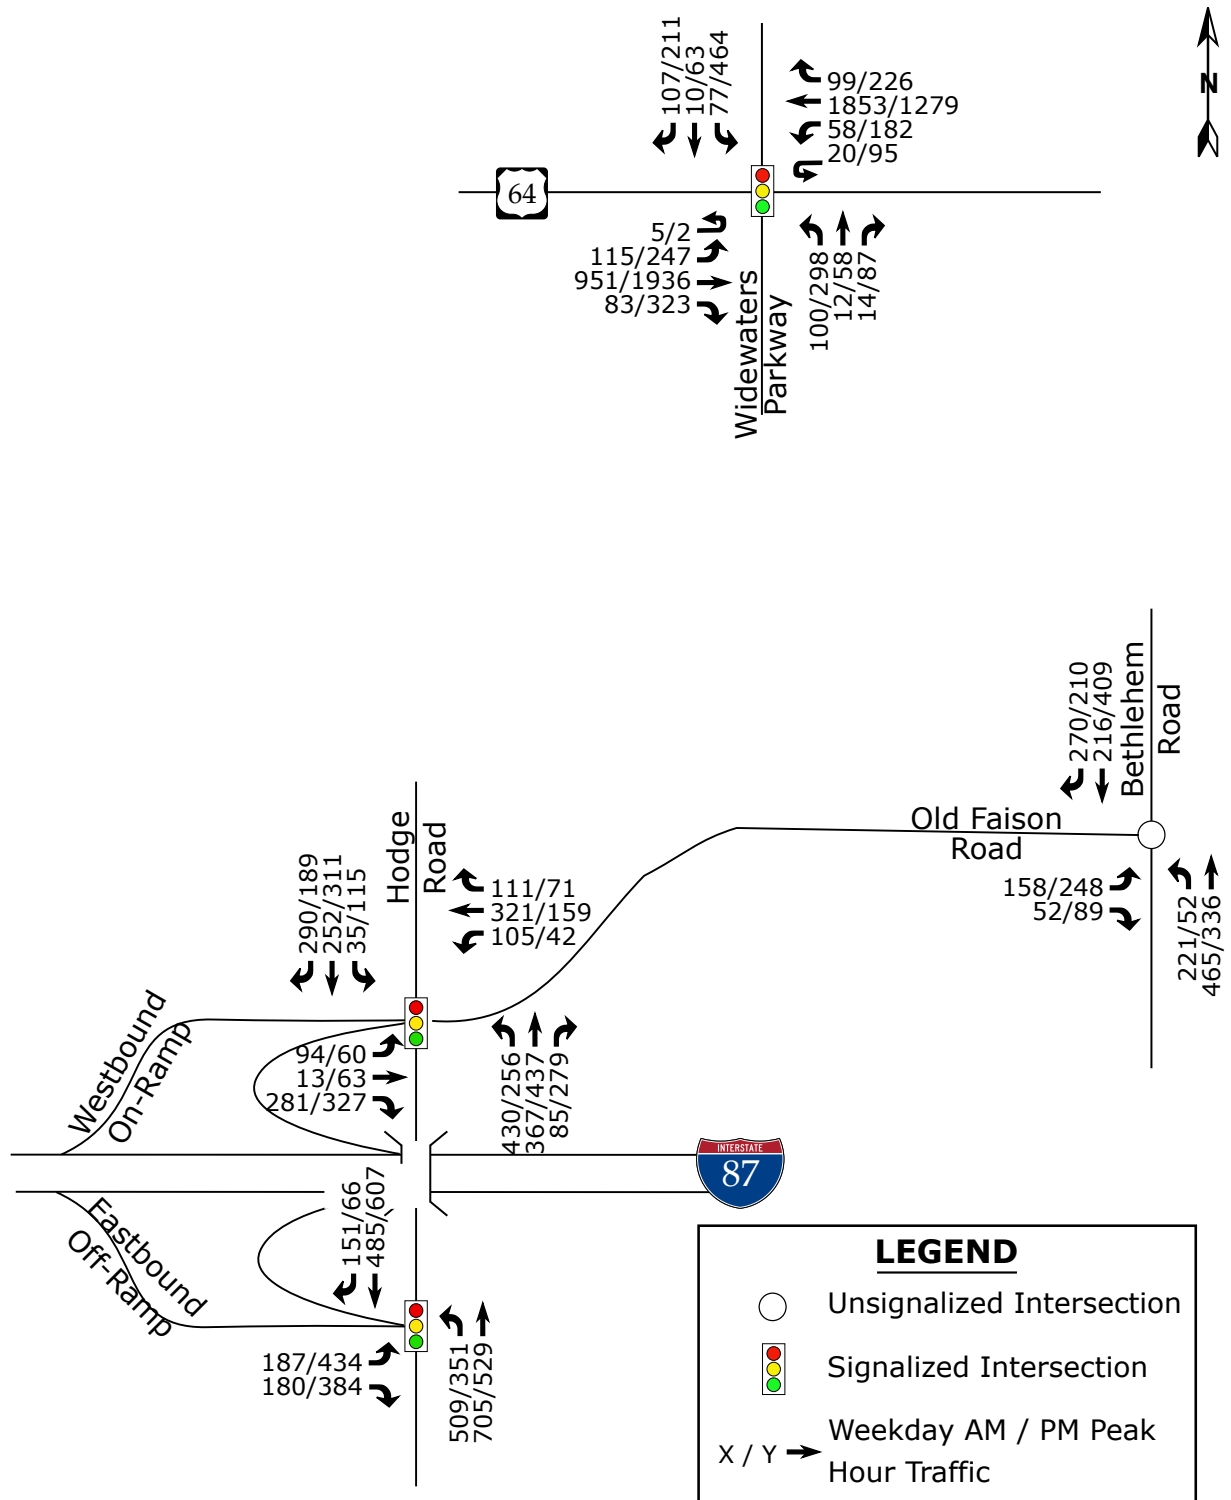 107/211
10/63
77/464
99/226
1853/1279
58/182
20/95
N
64
5/2
115/247
951/1936
83/323
100/298
12/58
14/87
Widewaters
Parkway
270/210
216/409
Bethlehem
Road
Old Faison
Road
158/248
52/89
221/52
465/336
Hodge
Road
290/189
252/311
35/115
111/71
321/159
105/42
Westbound
On-Ramp
94/60
13/63
281/327
430/256
367/437
85/279
INTERSTATE
87
Eastbound
Off-Ramp
151/66
485/607
187/434
180/384
509/351
705/529
LEGEND
Unsignalized Intersection
Signalized Intersection
X / Y
Weekday AM / PM Peak
Hour Traffic